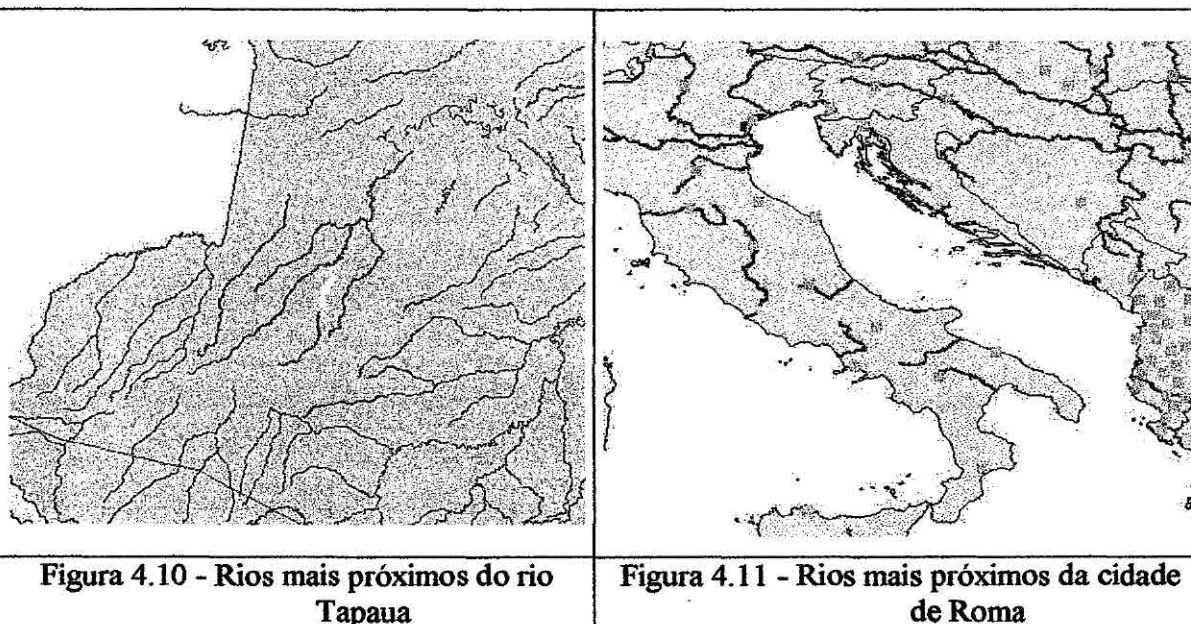 Figura 4.10 - Rios mais próximos do rio
Tapaua
Figura 4.11 - Rios mais próximos da cidade
de Roma